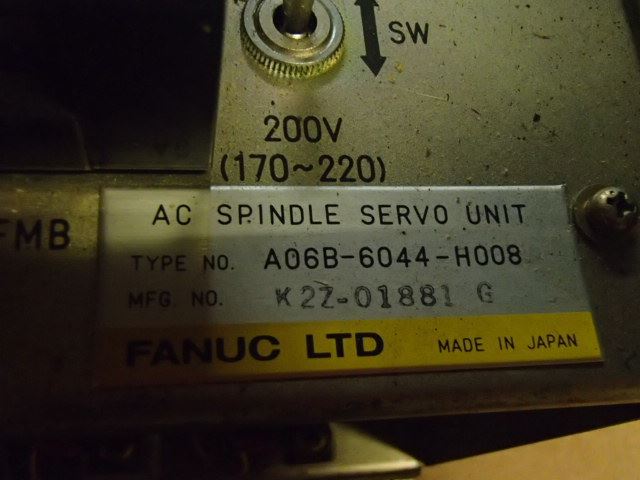 SW
200V
(170~220)
FMB
AC SPINDLE SERVO UNIT
TYPE NO. A06B-6044-H008
MFG NO. K2Z-01881 G
FANUC LTD MADE IN JAPAN